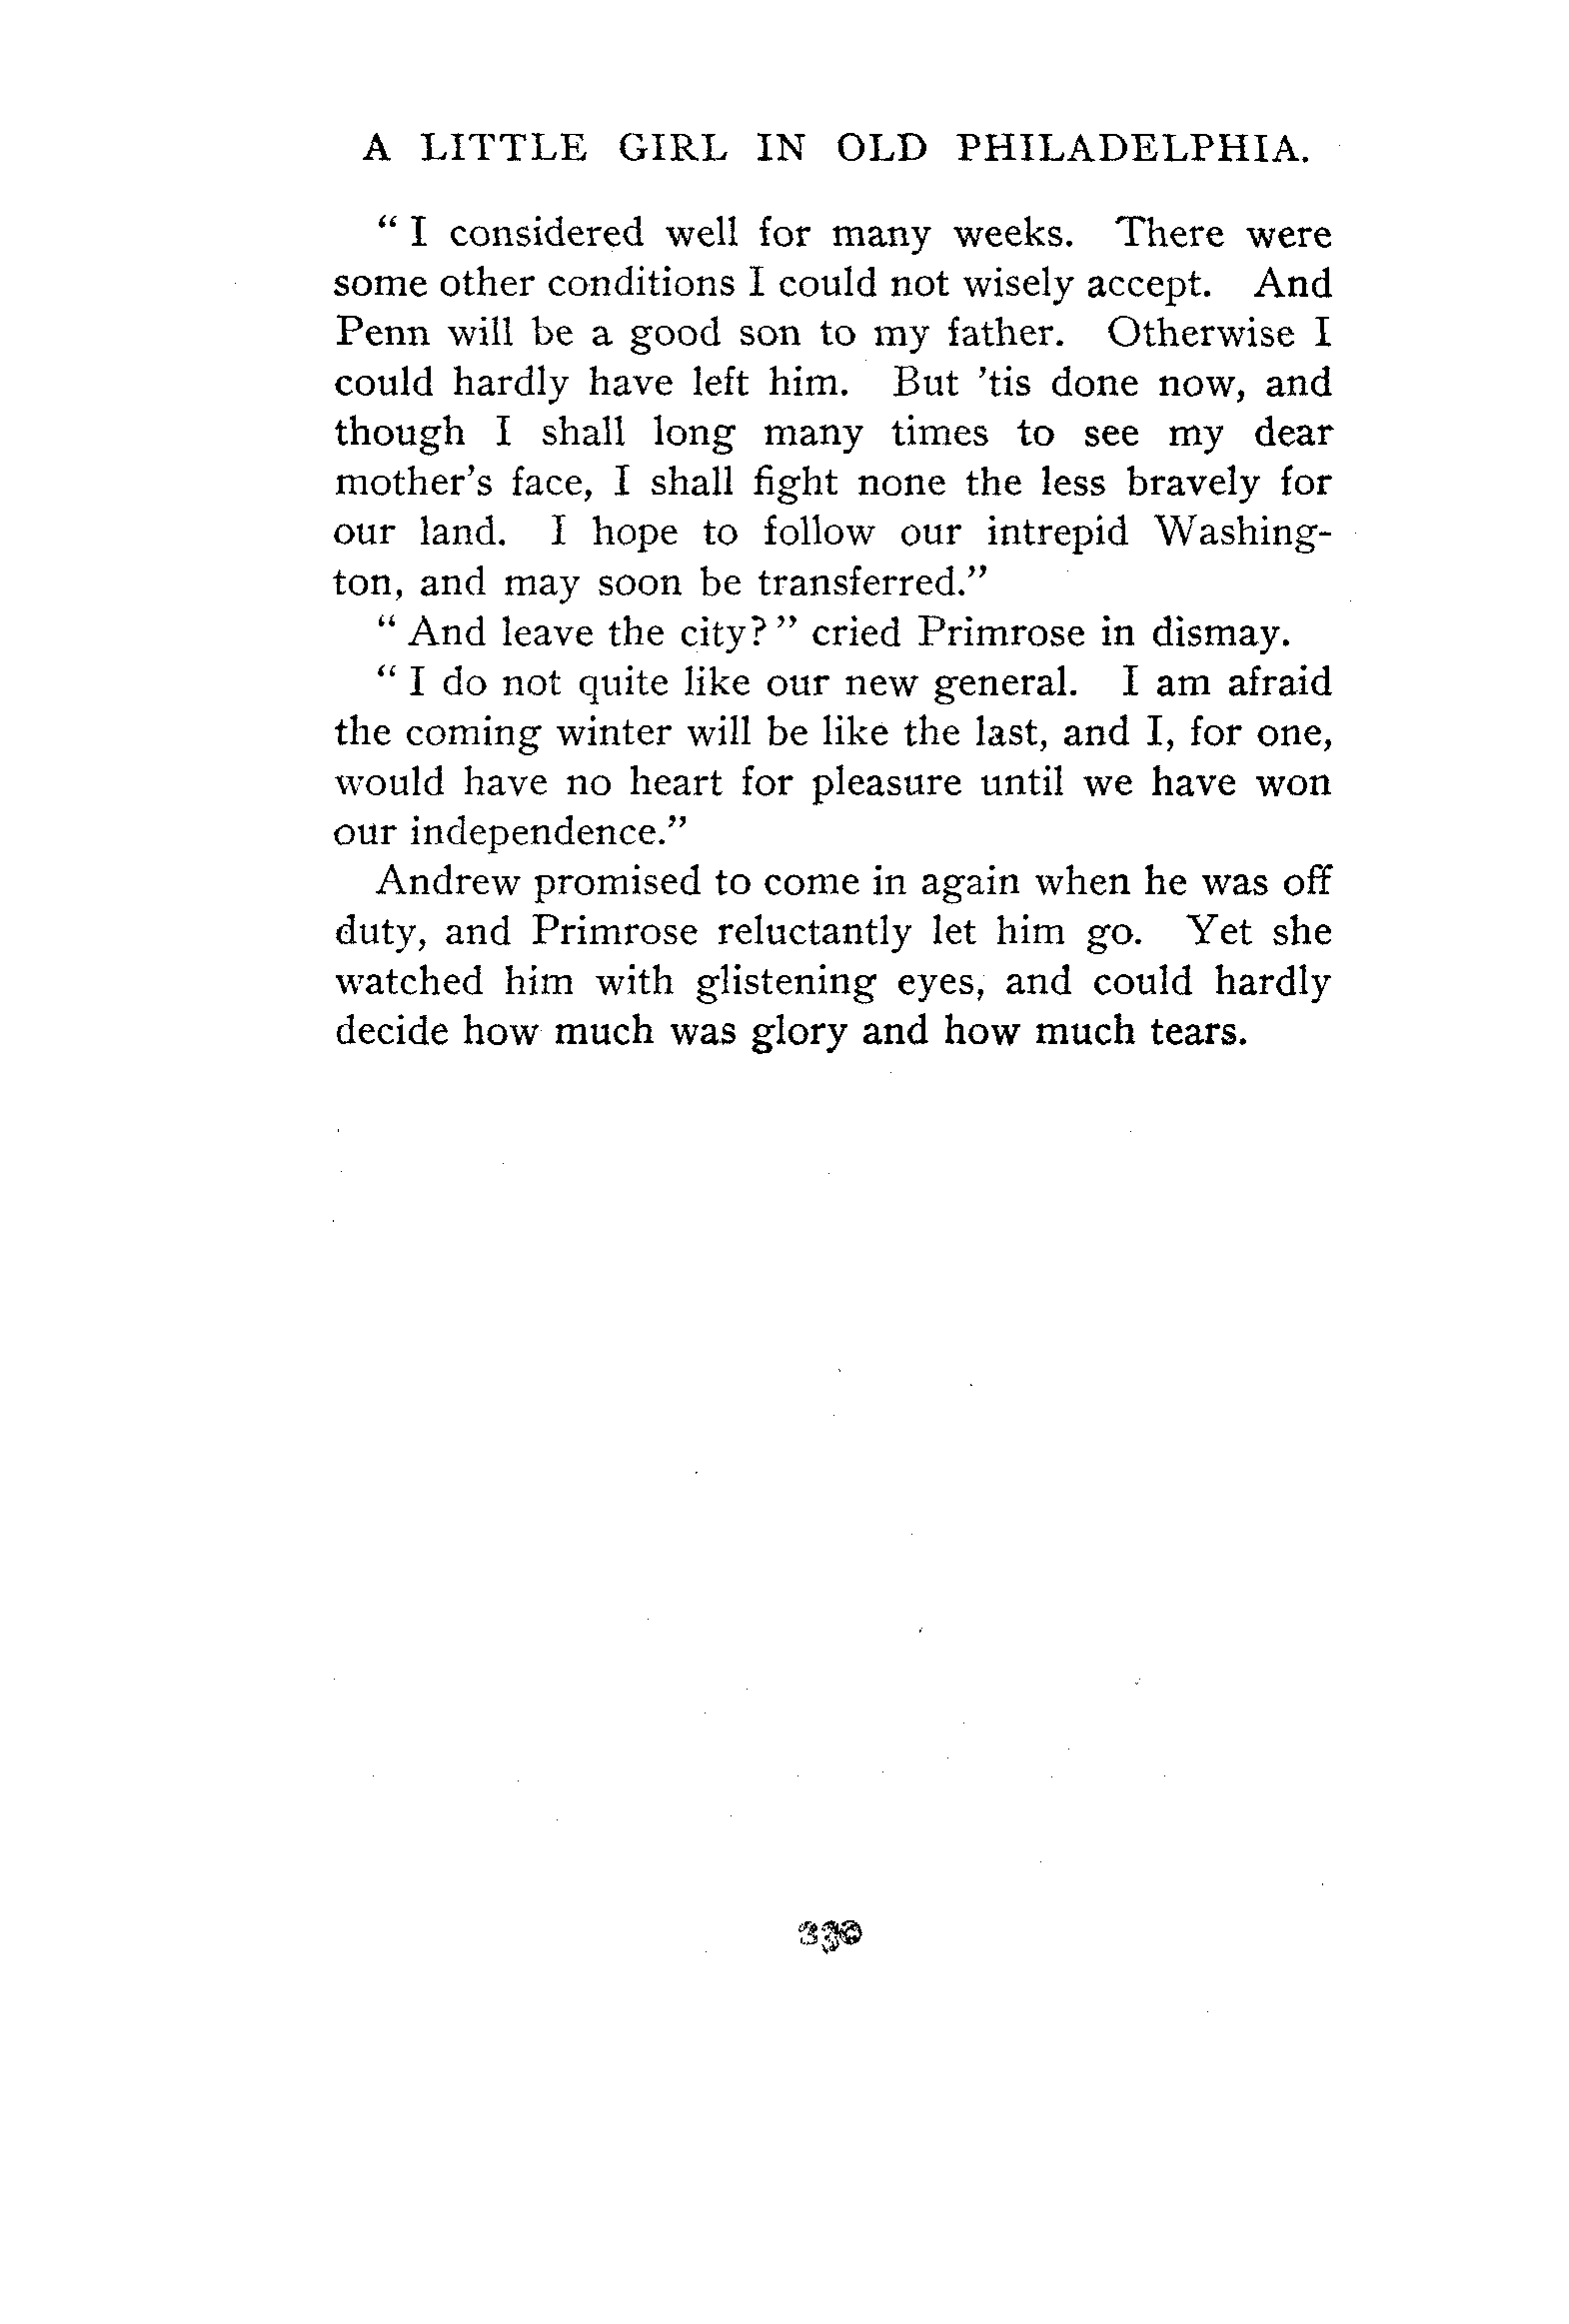 A LITTLE GIRL IN OLD PHILADELPHIA.
“ I considered well for many weeks. There were
some other conditions I could not wisely accept. And
Penn will be a good son to my father. Otherwise I
could hardly have left him. But ’tis done now, and
though I shall long many times to see my dear
mother’s face, I shall fight none the less bravely for
our land. I hope to follow our intrepid Washing-
ton, and may soon be transferred.”
“ And leave the city? ” cried Primrose in dismay.
“ I do not quite like our new general. I am afraid
the coming winter will be like the last, and I, for one,
would have no heart for pleasure until we have won
our independence.”
Andrew promised to come in again when he was off
duty, and Primrose reluctantly let him go. Yet she
watched him with glistening eyes, and could hardly
decide how much was glory and how much tears.
330